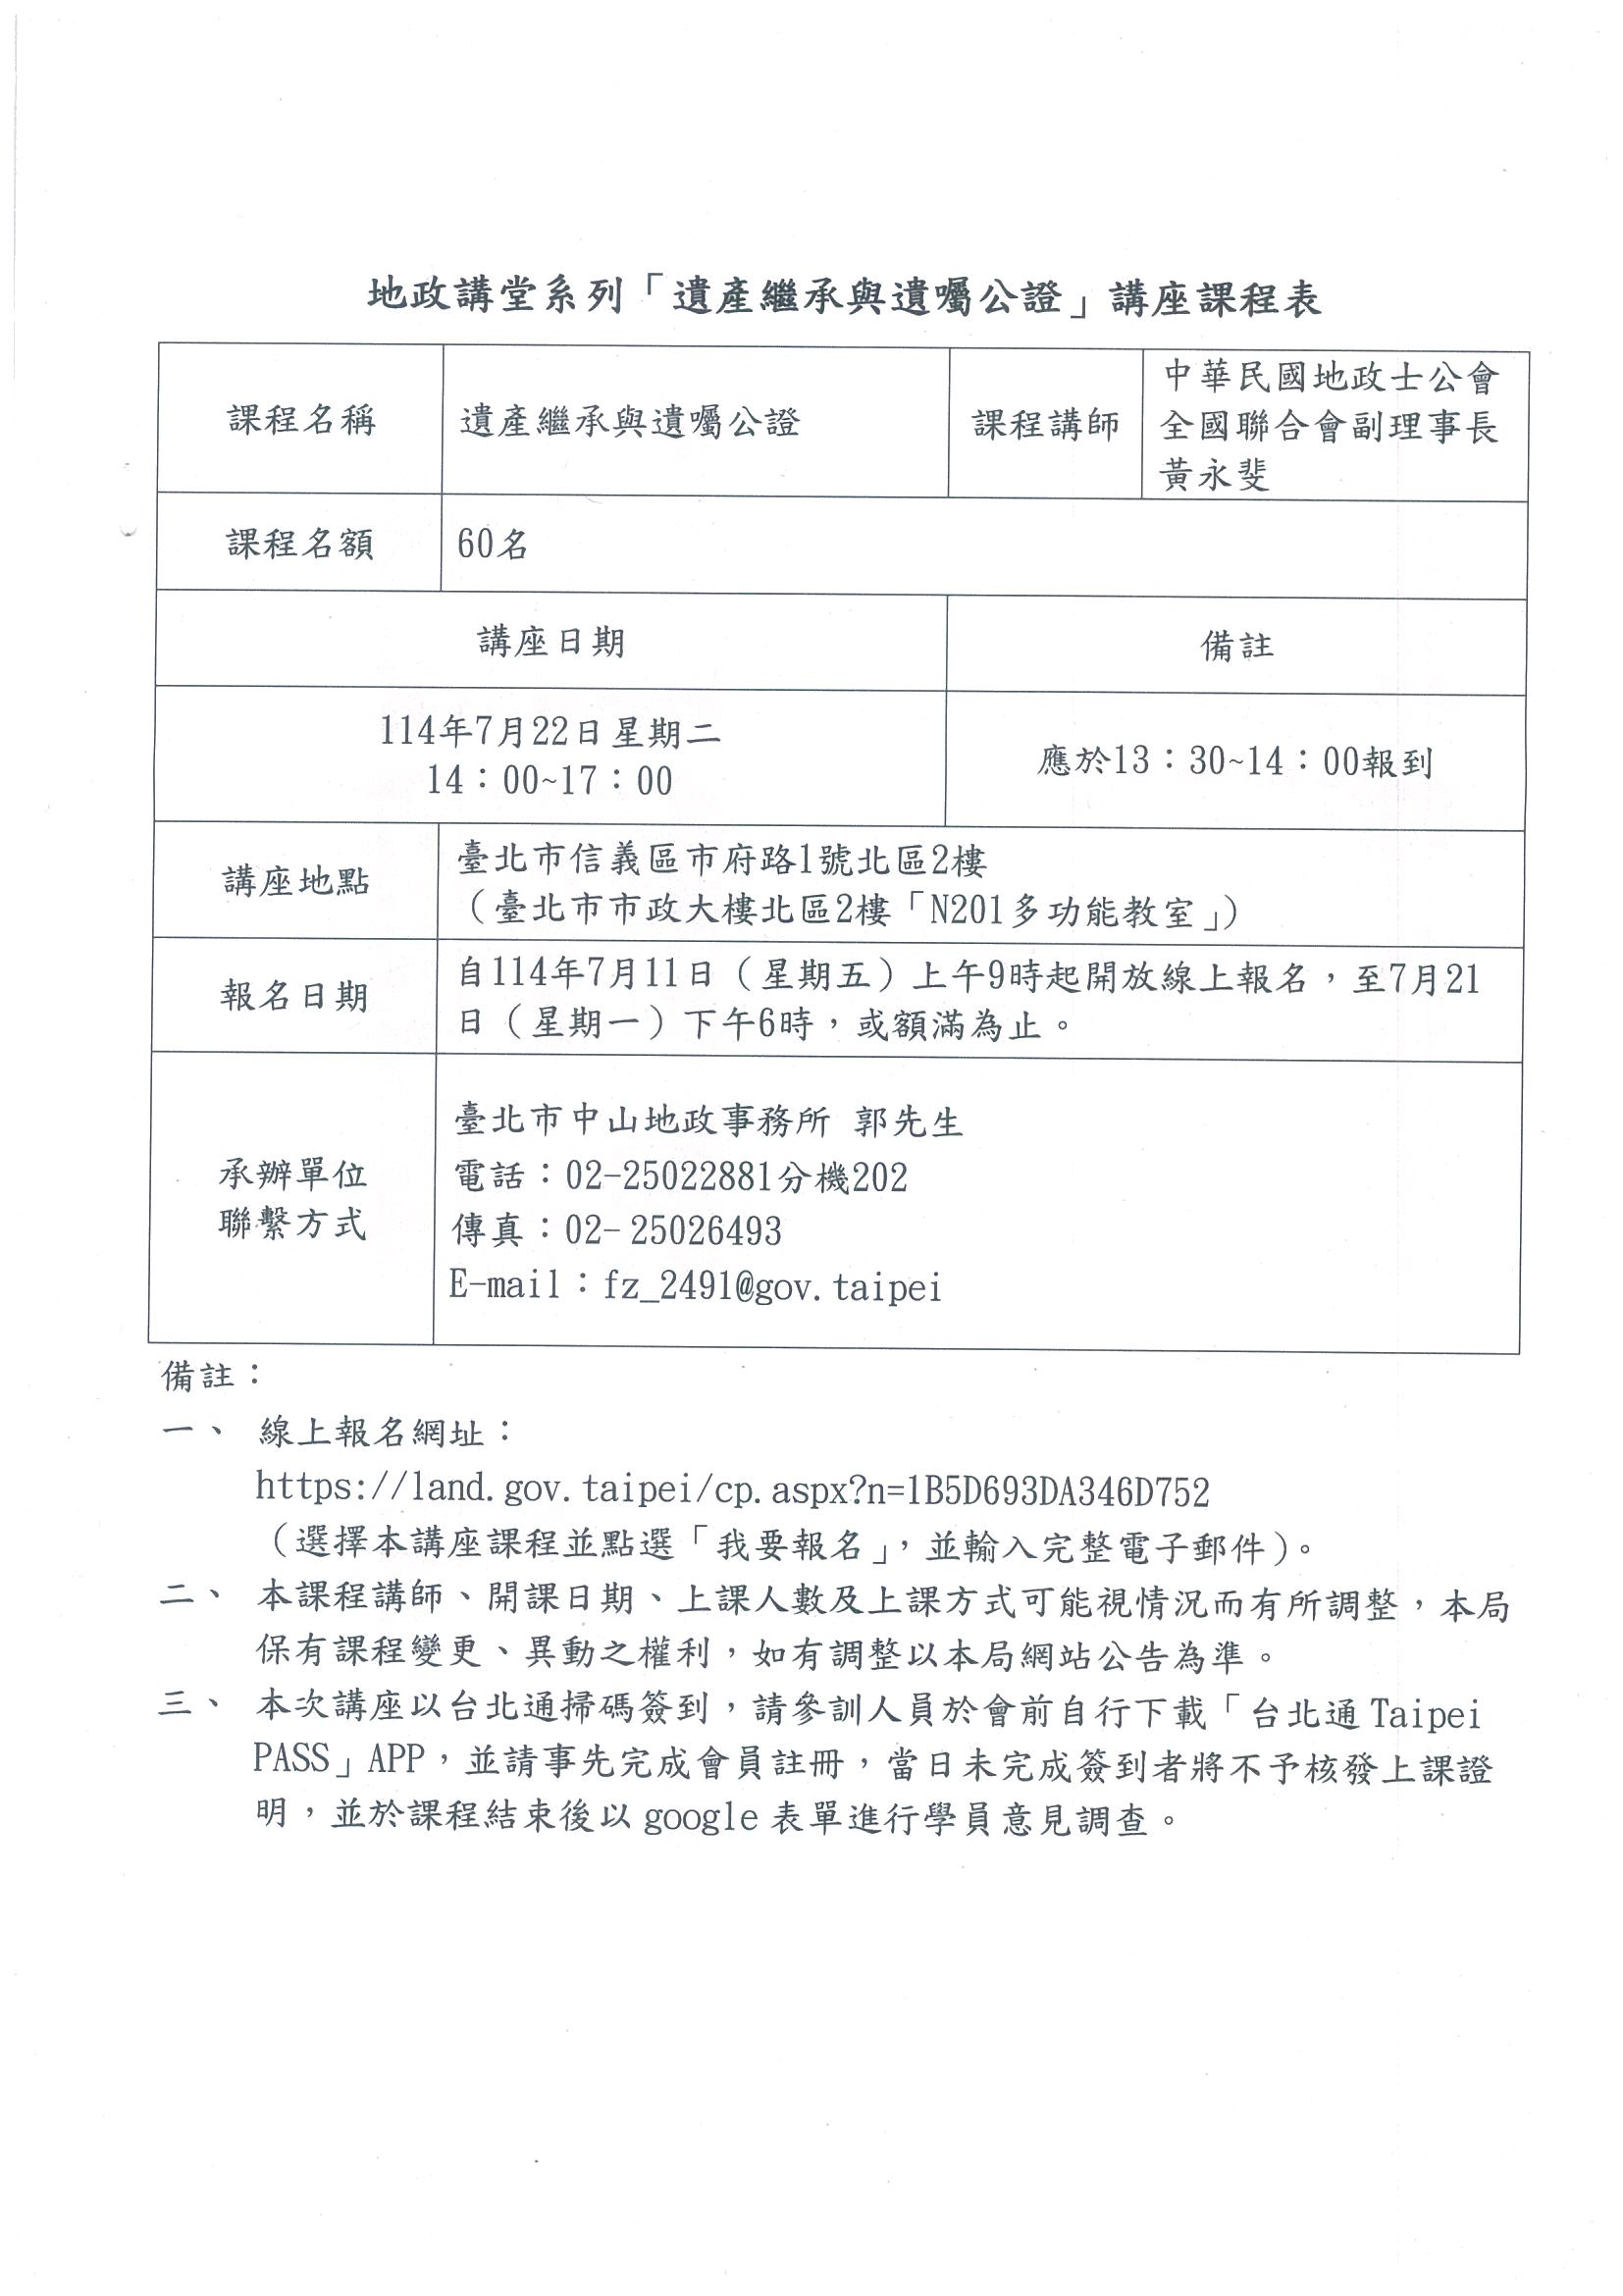 地政講堂系列「遺產繼承與遺囑公證」講座課程表
課程名稱
遺產繼承與遺囑公證
課程講師
中華民國地政士公會
全國聯合會副理事長
黃永斐
課程名額
60名
講座日期
備註
114年7月22日星期二
14：00~17：00
應於13：30~14：00報到
講座地點
臺北市信義區市府路1號北區2樓
（臺北市市政大樓北區2樓「N201多功能教室」）
報名日期
自114年7月11日（星期五）上午9時起開放線上報名，至7月21
日（星期一）下午6時，或額滿為止。
承辦單位
聯繫方式
臺北市中山地政事務所 郭先生
電話：02-25022881分機202
傳真：02- 25026493
E-mail：fz_2491@gov.taipei
備註：
一、 線上報名網址：
https://land.gov.taipei/cp.aspx?n=1B5D693DA346D752
（選擇本講座課程並點選「我要報名」，並輸入完整電子郵件）。
二、 本課程講師、開課日期、上課人數及上課方式可能視情況而有所調整，本局
保有課程變更、異動之權利，如有調整以本局網站公告為準。
三、 本次講座以台北通掃碼簽到，請參訓人員於會前自行下載「台北通 Taipei
PASS」APP，並請事先完成會員註冊，當日未完成簽到者將不予核發上課證
明，並於課程結束後以 google 表單進行學員意見調查。